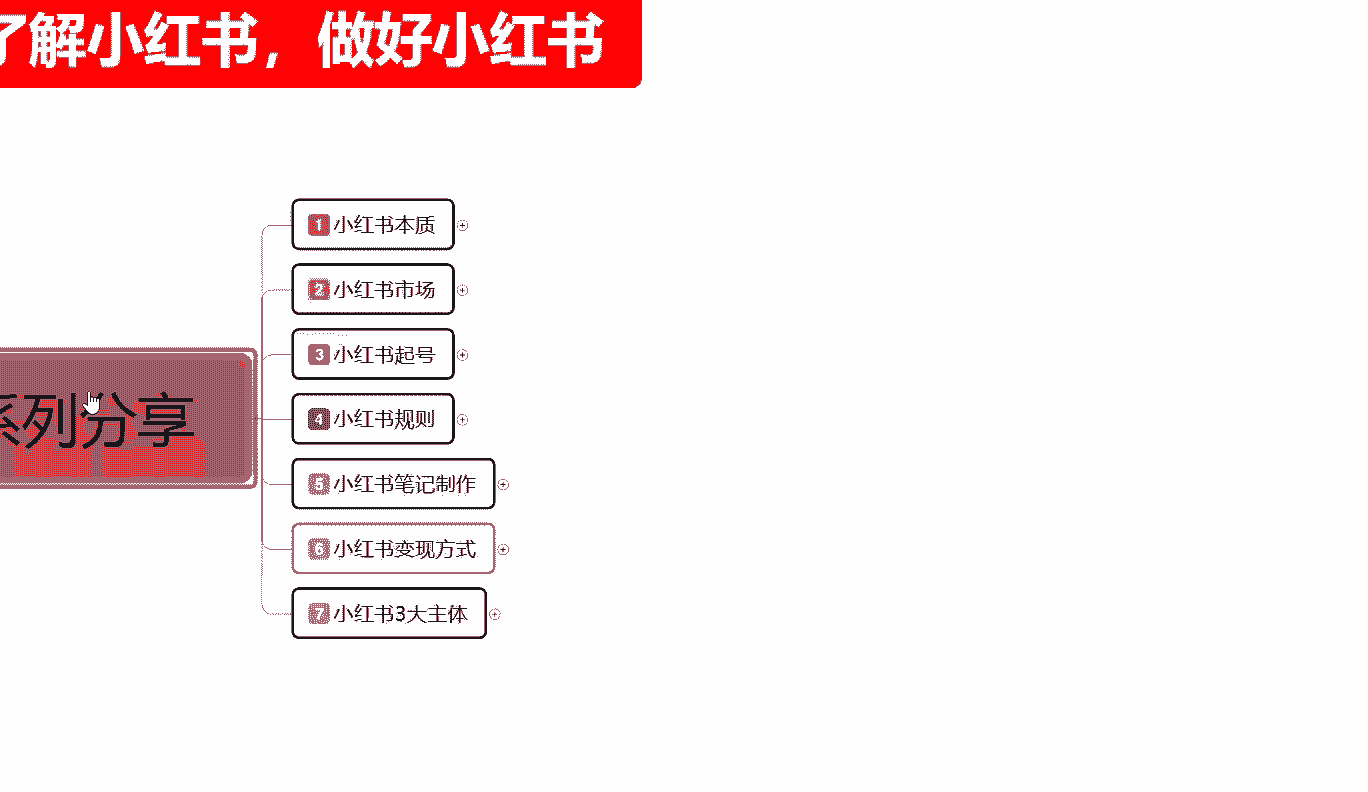 了解小红书，做好小红书
1 小红书本质
2 小红书市场
3 小红书起号
4 小红书规则
系列分享
5 小红书笔记制作
6 小红书变现方式
7 小红书3大主体